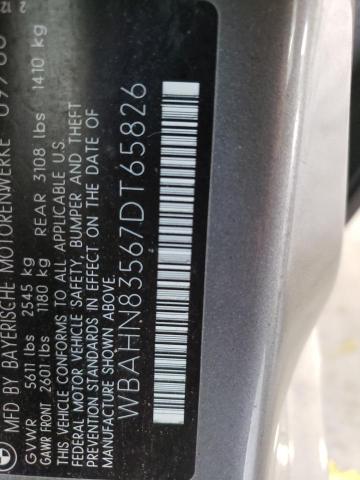 MFD BY BAYERISCHE MOTORENWERKE 09/06
GVWR 5611 lbs 2545 kg
GAWR FRONT 2601 lbs 1180 kg REAR 3108 lbs 1410 kg
THIS VEHICLE CONFORMS TO ALL APPLICABLE U.S.
FEDERAL MOTOR VEHICLE SAFETY, BUMPER AND THEFT
PREVENTION STANDARDS IN EFFECT ON THE DATE OF
MANUFACTURE SHOWN ABOVE.
WBAHN83567DT65826